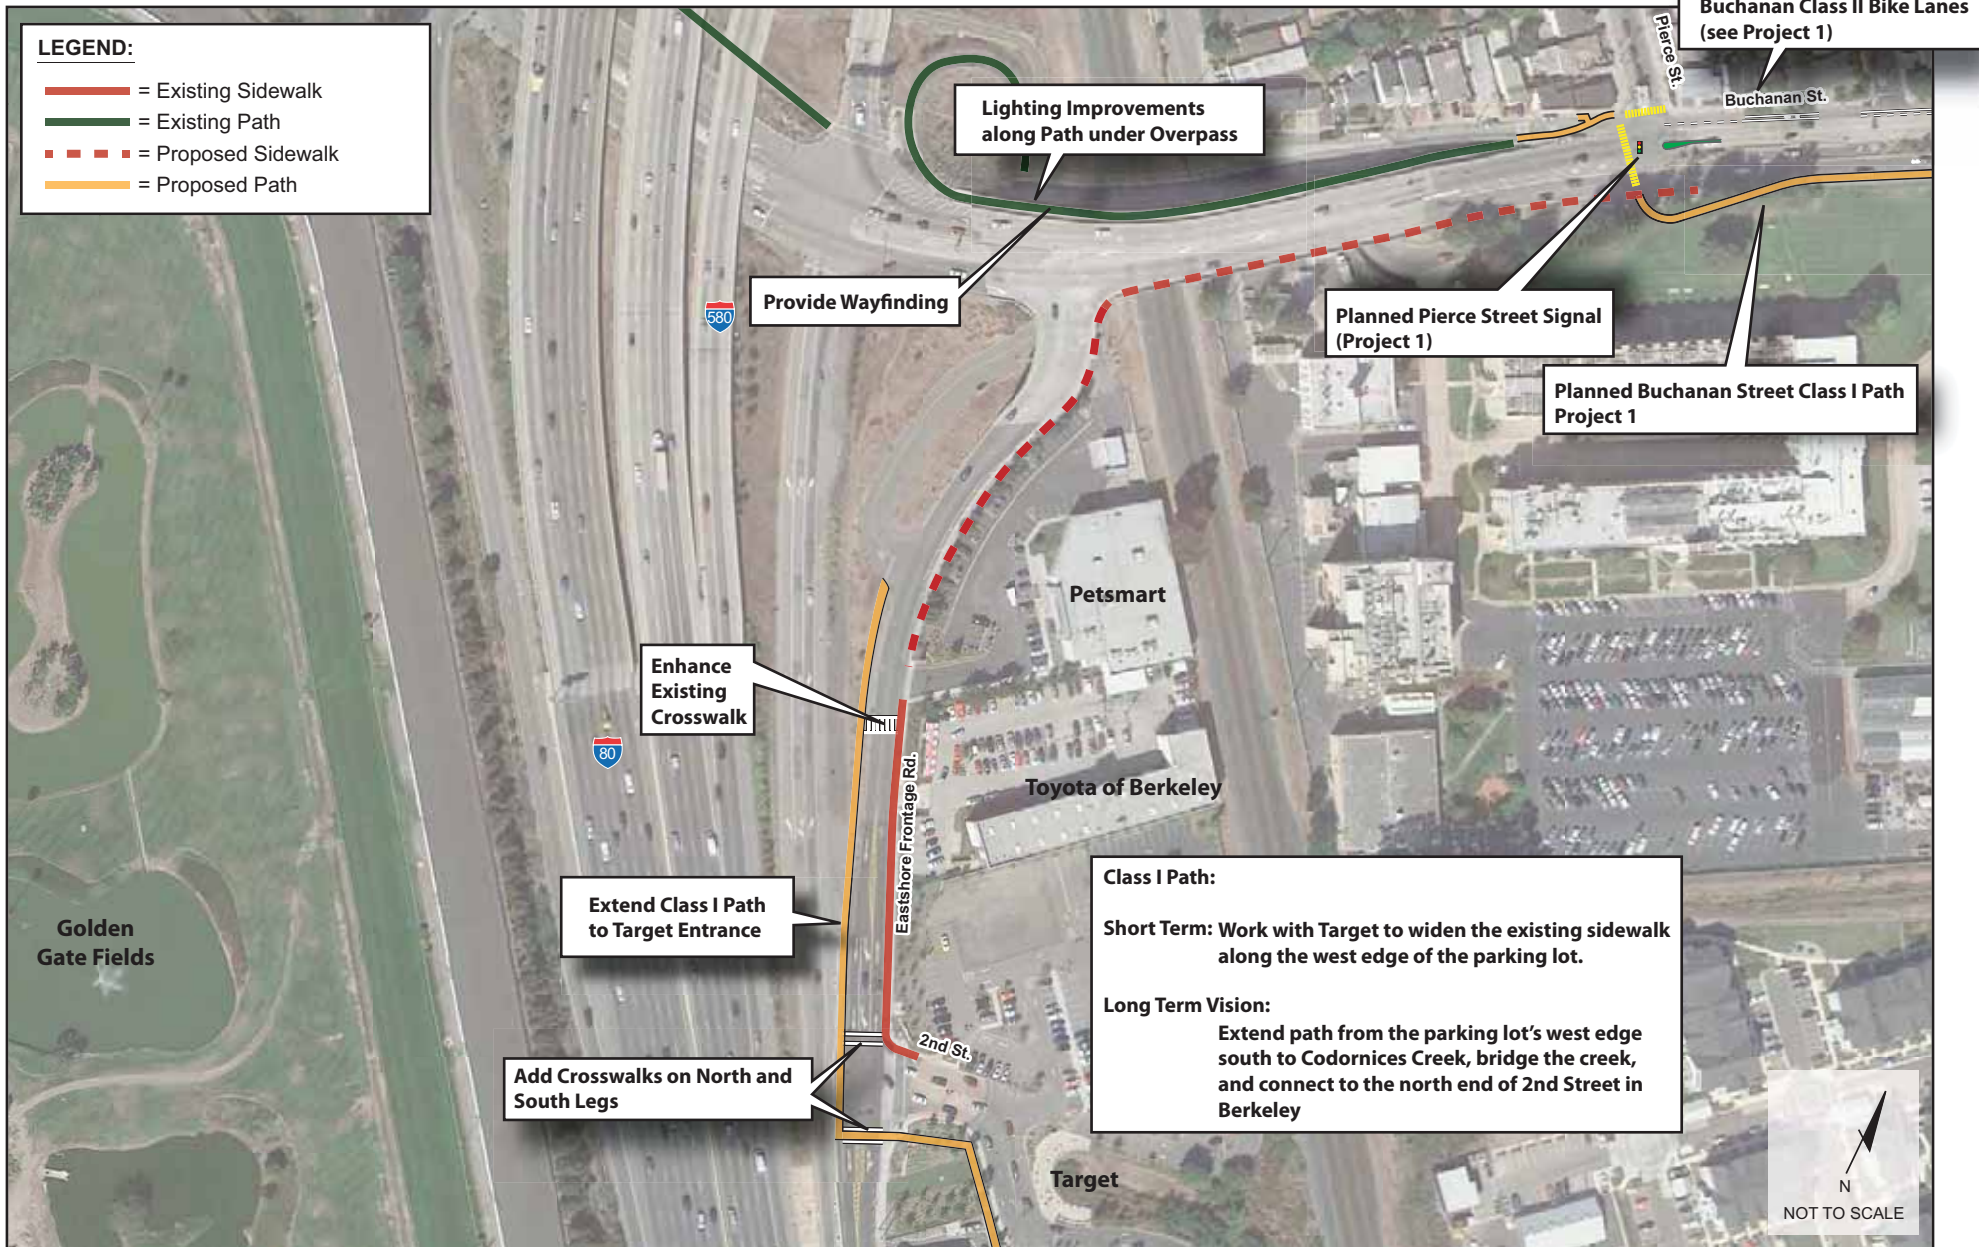 LEGEND:
= Existing Sidewalk
= Existing Path
= Proposed Sidewalk
= Proposed Path
Buchanan Class II Bike Lanes
(see Project 1)
Pierce St.
Buchanan St.
Lighting Improvements
along Path under Overpass
Provide Wayfinding
580
Planned Pierce Street Signal
(Project 1)
Planned Buchanan Street Class I Path
Project 1
Petsmart
Enhance
Existing
Crosswalk
80
Eastshore Frontage Rd.
Toyota of Berkeley
Extend Class I Path
to Target Entrance
Golden
Gate Fields
2nd St.
Add Crosswalks on North and
South Legs
Target
Class I Path:
Short Term: Work with Target to widen the existing sidewalk
along the west edge of the parking lot.
Long Term Vision:
Extend path from the parking lot's west edge
south to Codornices Creek, bridge the creek,
and connect to the north end of 2nd Street in
Berkeley
N
NOT TO SCALE